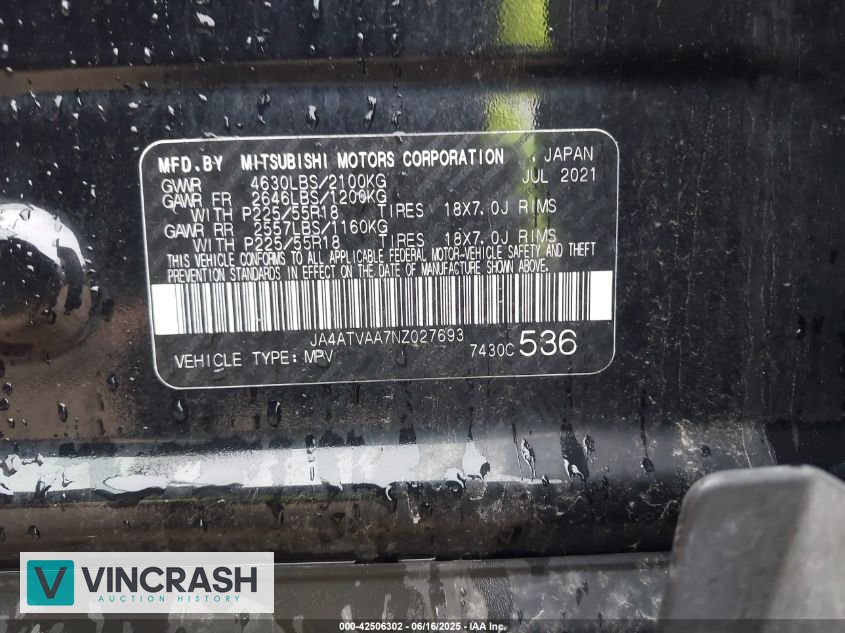 MFD.BY MITSUBISHI MOTORS CORPORATION , JAPAN
GWVR 4630LBS/2100KG JUL 2021
GAWR FR 2646LBS/1200KG
WITH P225/55R18 TIRES 18X7.0J RIMS
GAWR RR 2557LBS/1160KG
WITH P225/55R18 TIRES 18X7.0J RIMS
THIS VEHICLE CONFORMS TO ALL APPLICABLE FEDERAL MOTOR-VEHICLE SAFETY AND THEFT
PREVENTION STANDARDS IN EFFECT ON THE DATE OF MANUFACTURE SHOWN ABOVE.
JA4ATVAA7NZ027693
VEHICLE TYPE: MPV 7430C 536
V VINCRASH
AUCTION HISTORY
000-42506302 - 06/16/2025 - IAA Inc.